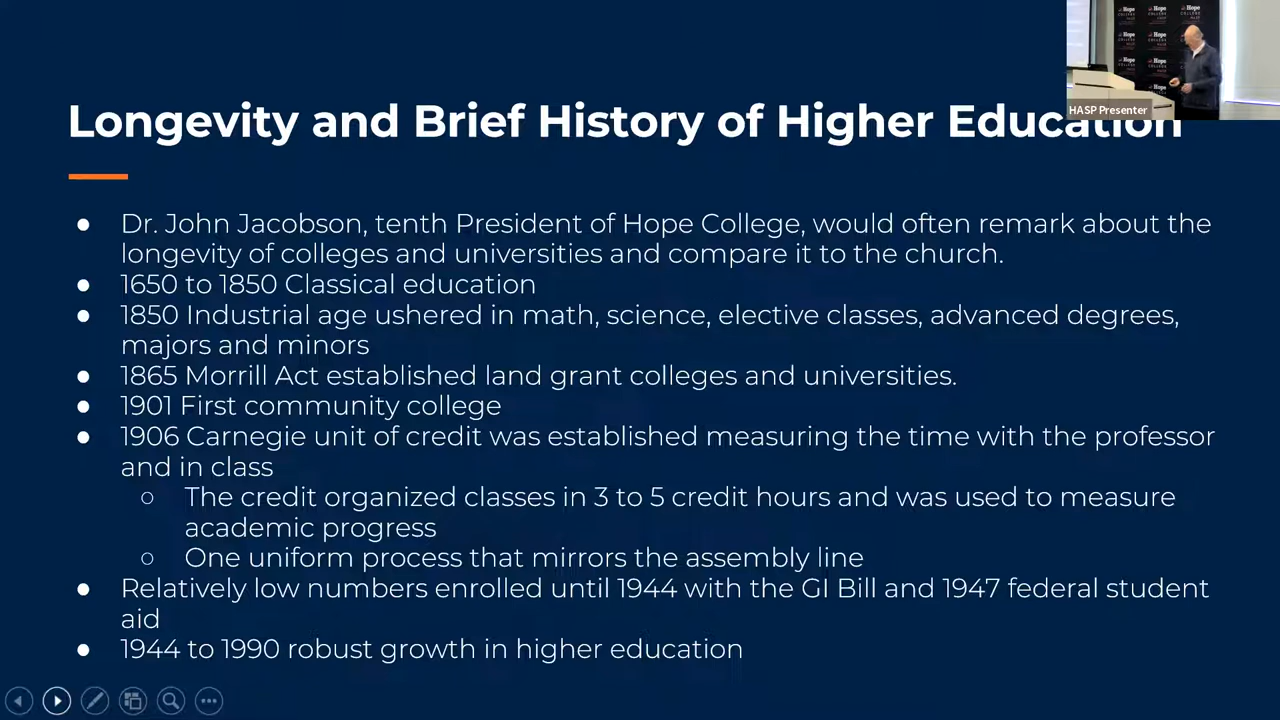 Hope
COLLEGE
HASP Presenter
Longevity and Brief History of Higher Education
● Dr. John Jacobson, tenth President of Hope College, would often remark about the
longevity of colleges and universities and compare it to the church.
● 1650 to 1850 Classical education
● 1850 Industrial age ushered in math, science, elective classes, advanced degrees,
majors and minors
● 1865 Morrill Act established land grant colleges and universities.
● 1901 First community college
● 1906 Carnegie unit of credit was established measuring the time with the professor
and in class
○ The credit organized classes in 3 to 5 credit hours and was used to measure
academic progress
○ One uniform process that mirrors the assembly line
● Relatively low numbers enrolled until 1944 with the GI Bill and 1947 federal student
aid
● 1944 to 1990 robust growth in higher education